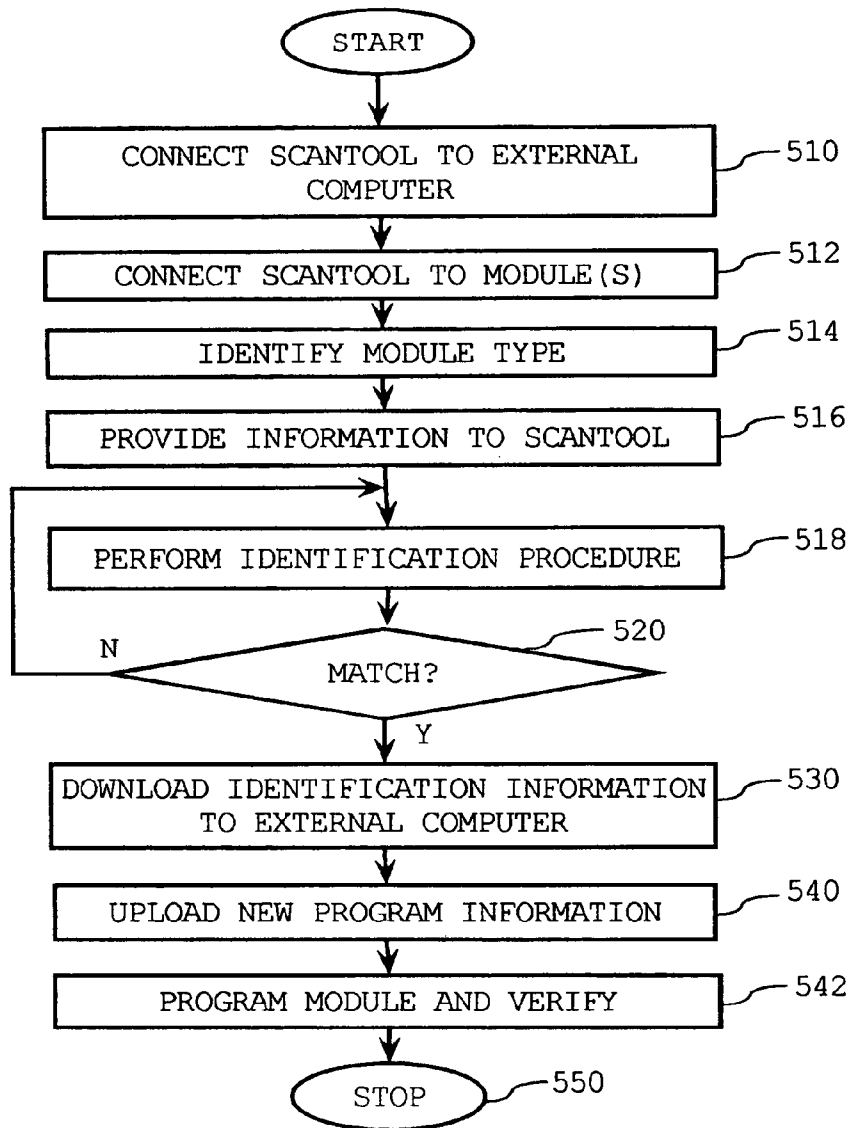 START
CONNECT SCANTOOL TO EXTERNAL
COMPUTER
510
CONNECT SCANTOOL TO MODULE(S)
512
IDENTIFY MODULE TYPE
514
PROVIDE INFORMATION TO SCANTOOL
516
PERFORM IDENTIFICATION PROCEDURE
518
520
N
MATCH?
Y
DOWNLOAD IDENTIFICATION INFORMATION
TO EXTERNAL COMPUTER
530
UPLOAD NEW PROGRAM INFORMATION
540
PROGRAM MODULE AND VERIFY
542
STOP
550